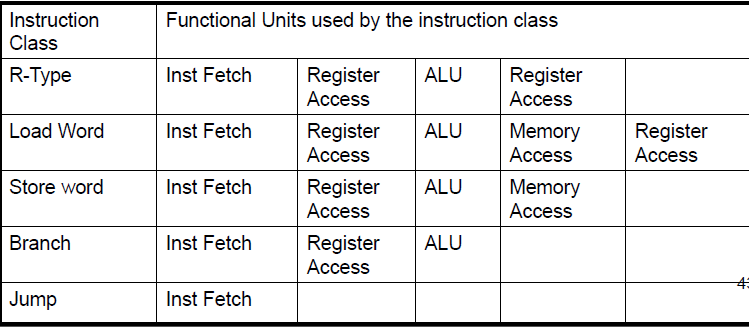 Instruction Class Functional Units used by the instruction class
R-Type Inst Fetch Register Access ALU Register Access
Load Word Inst Fetch Register Access ALU Memory Access Register Access
Store word Inst Fetch Register Access ALU Memory Access
Branch Inst Fetch Register Access ALU
Jump Inst Fetch